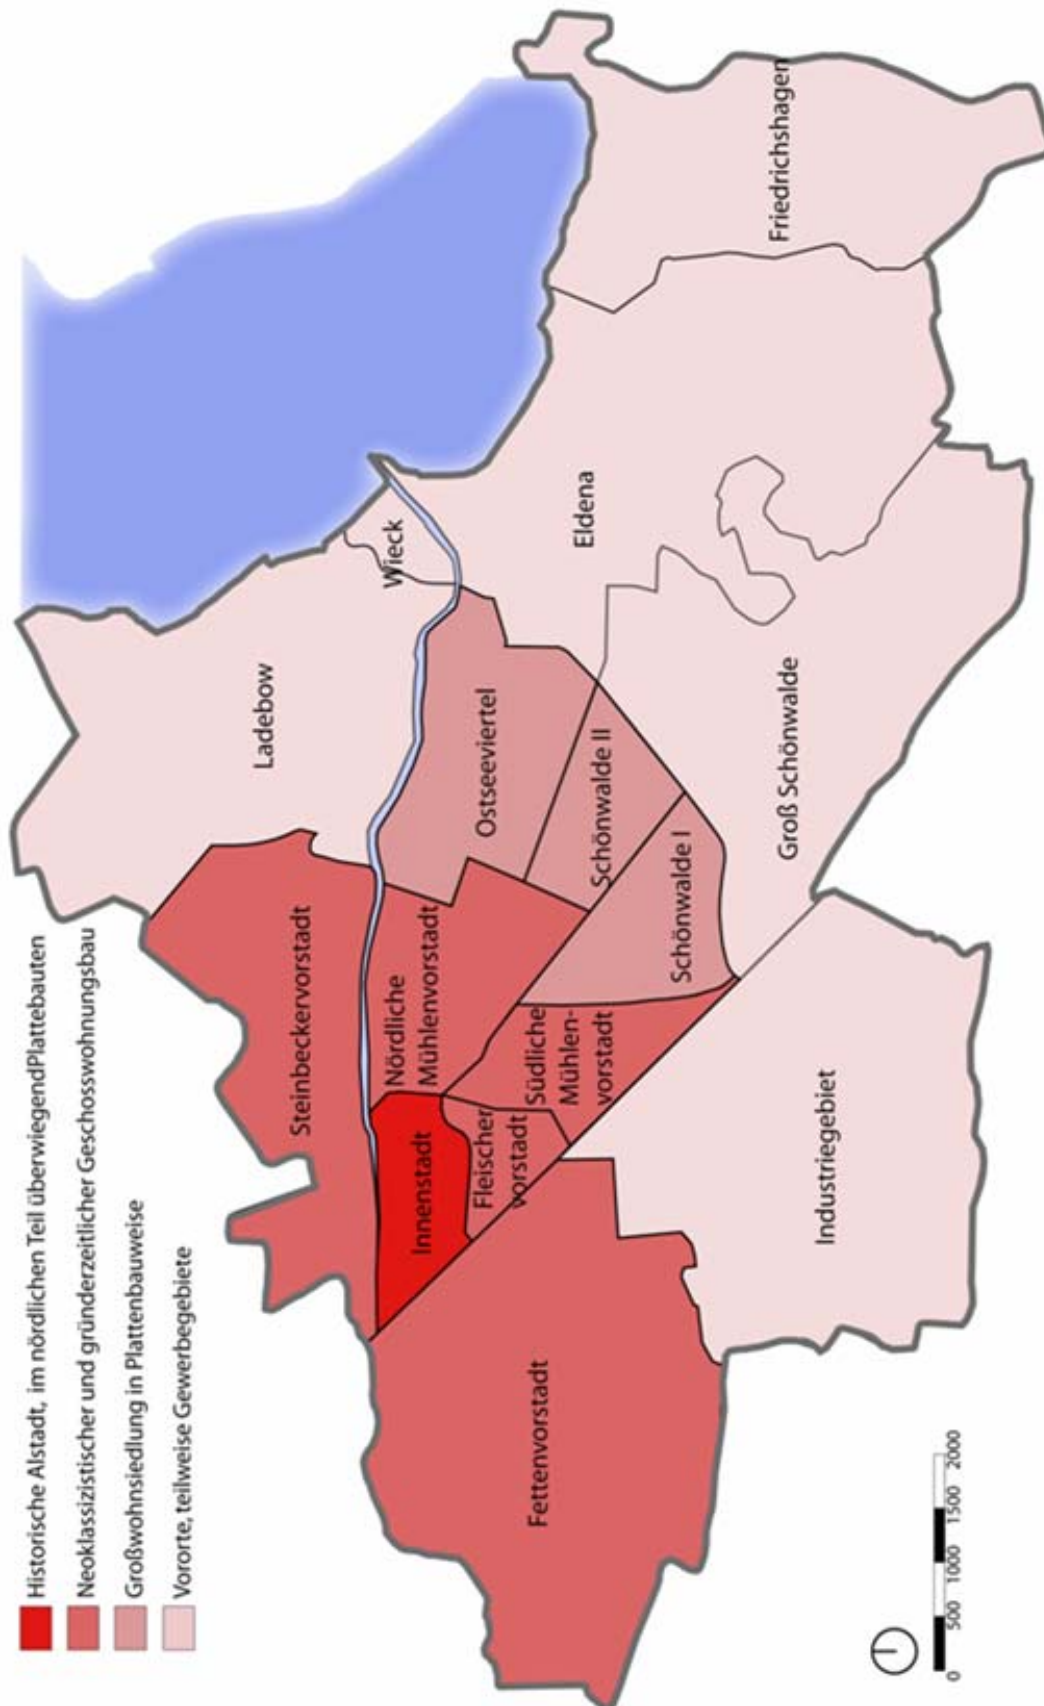 Historische Alstadt, im nördlichen Teil überwiegendPlattebauten
Neoklassizistischer und gründerzeitlicher Geschosswohnungsbau
Großwohnsiedlung in Plattenbauweise
Vororte, teilweise Gewerbegebiete
Ladebow
Steinbeckervorstadt
Wieck
Nördliche
Mühlenvorstadt
Innenstadt
Ostseeviertel
Fleischer
vorstadt
Südliche
Mühlen-
vorstadt
Schönwalde II
Schönwalde I
Eldena
Friedrichshagen
Groß Schönwalde
Fettenvorstadt
Industriegebiet
0 500 1000 1500 2000